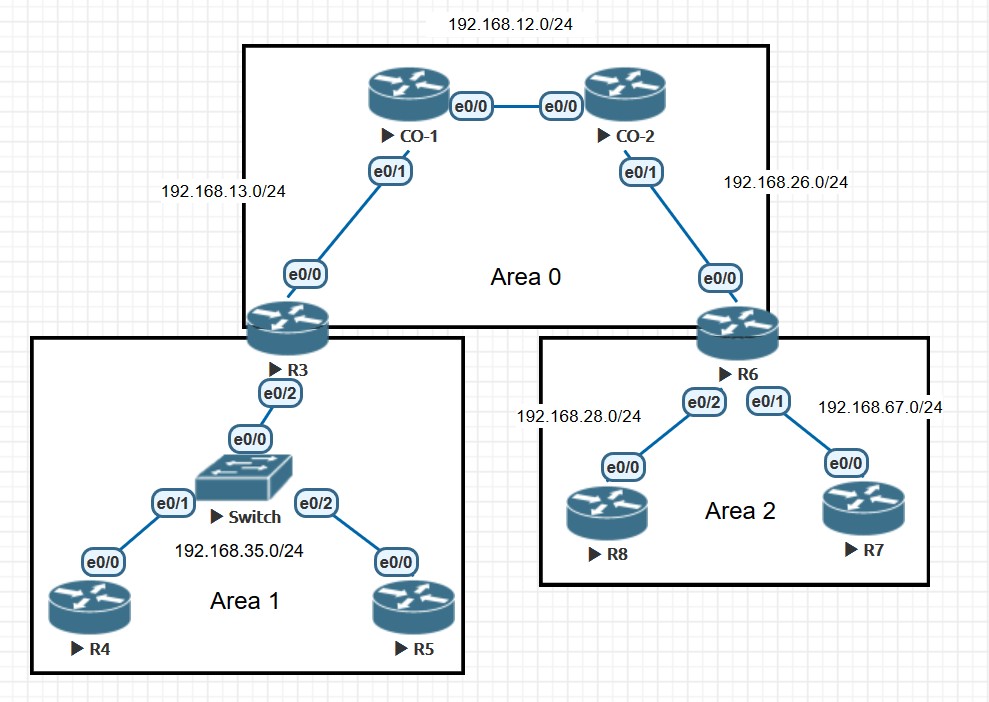 192.168.12.0/24
e0/0
e0/0
CO-1
CO-2
e0/1
e0/1
192.168.13.0/24
192.168.26.0/24
e0/0
Area 0
e0/0
R3
R6
e0/2
e0/2
e0/1
192.168.28.0/24
192.168.67.0/24
e0/0
e0/0
e0/0
e0/1
e0/2
Switch
Area 2
192.168.35.0/24
R8
R7
e0/0
e0/0
Area 1
R4
R5